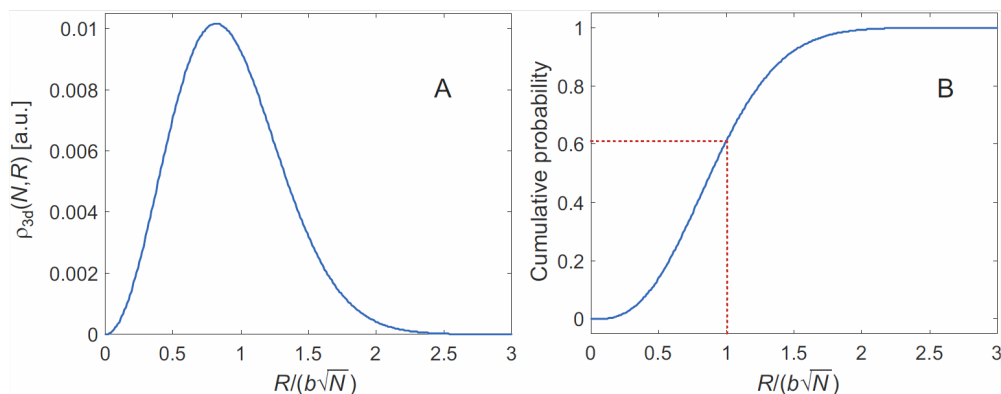 A
ρ3d(N,R) [a.u.]
0.01
0.008
0.006
0.004
0.002
0
0 0.5 1 1.5 2 2.5 3
R/(b√N)
B
Cumulative probability
1
0.8
0.6
0.4
0.2
0
0 0.5 1 1.5 2 2.5 3
R/(b√N)